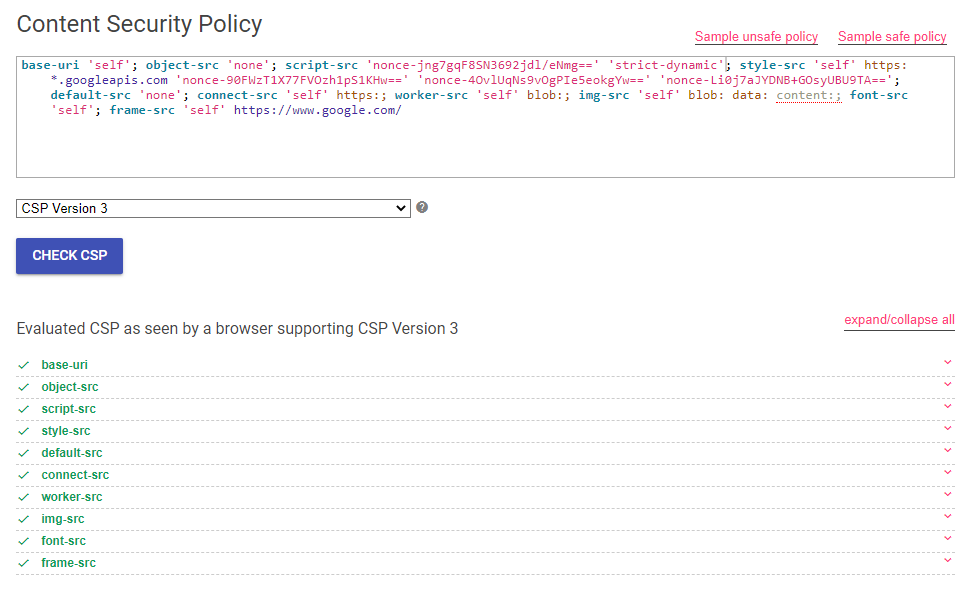 Content Security Policy
Sample unsafe policy
Sample safe policy
base-uri 'self'; object-src 'none'; script-src 'nonce-jng7gqF8SN3692jdl/eNmg==' 'strict-dynamic'; style-src 'self' https:
*.googleapis.com 'nonce-90FWzT1X77FVOzh1pS1KHw==' 'nonce-4OvlUqNs9vOgPIe5eokgYw==' 'nonce-Li0j7aJYDNB+GOsyUBU9TA==';
default-src 'none'; connect-src 'self' https:; worker-src 'self' blob:; img-src 'self' blob: data: content:; font-src
'self'; frame-src 'self' https://www.google.com/
CSP Version 3
?
CHECK CSP
Evaluated CSP as seen by a browser supporting CSP Version 3
expand/collapse all
base-uri
object-src
script-src
style-src
default-src
connect-src
worker-src
img-src
font-src
frame-src